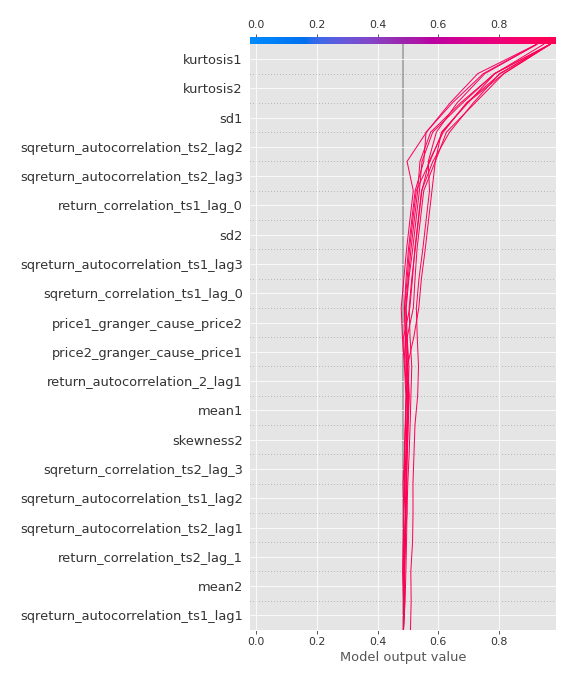 0.0 0.2 0.4 0.6 0.8
kurtosis1
kurtosis2
sd1
sqreturn_autocorrelation_ts2_lag2
sqreturn_autocorrelation_ts2_lag3
return_correlation_ts1_lag_0
sd2
sqreturn_autocorrelation_ts1_lag3
sqreturn_correlation_ts1_lag_0
price1_granger_cause_price2
price2_granger_cause_price1
return_autocorrelation_2_lag1
mean1
skewness2
sqreturn_correlation_ts2_lag_3
sqreturn_autocorrelation_ts1_lag2
sqreturn_autocorrelation_ts2_lag1
return_correlation_ts2_lag_1
mean2
sqreturn_autocorrelation_ts1_lag1
0.0 0.2 0.4 0.6 0.8
Model output value